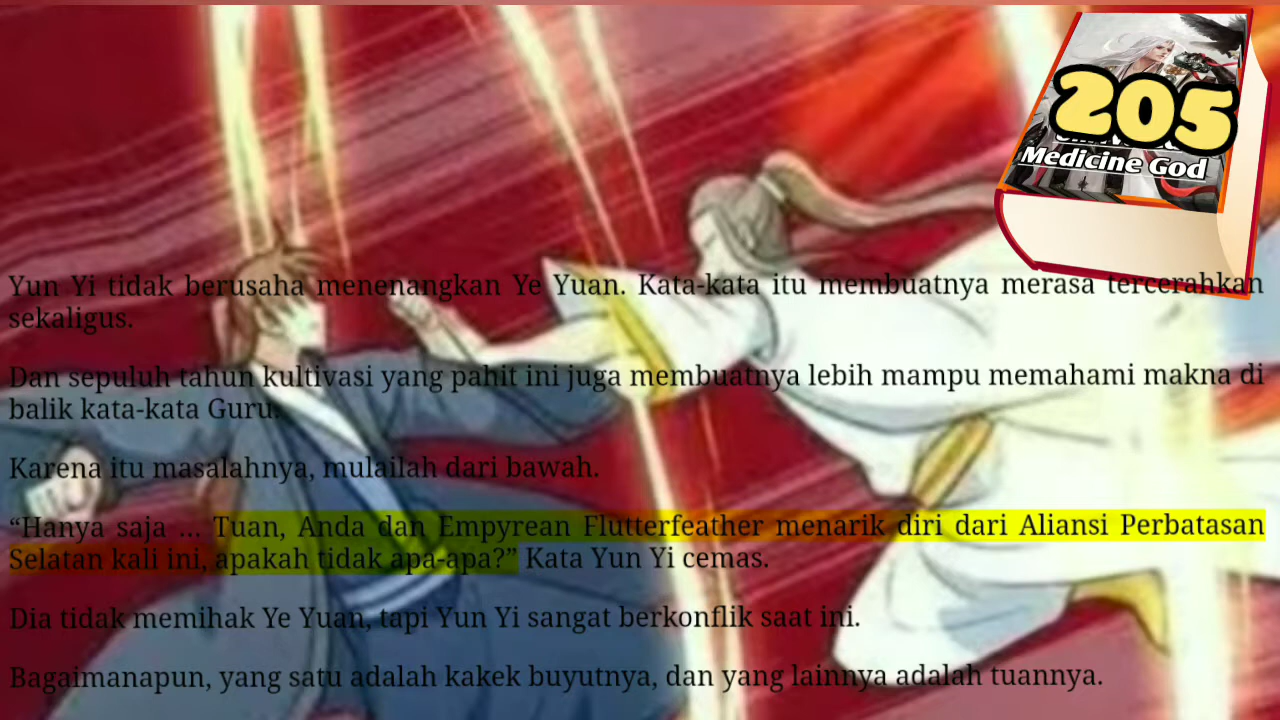 205
Medicine God
Yun Yi tidak berusaha menenangkan Ye Yuan. Kata-kata itu membuatnya merasa tercerahkan
sekaligus.
Dan sepuluh tahun kultivasi yang pahit ini juga membuatnya lebih mampu memahami makna di
balik kata-kata Guru.
Karena itu masalahnya, mulailah dari bawah.
“Hanya saja ... Tuan, Anda dan Empyrean Flutterfeather menarik diri dari Aliansi Perbatasan
Selatan kali ini, apakah tidak apa-apa?” Kata Yun Yi cemas.
Dia tidak memihak Ye Yuan, tapi Yun Yi sangat berkonflik saat ini.
Bagaimanapun, yang satu adalah kakek buyutnya, dan yang lainnya adalah tuannya.